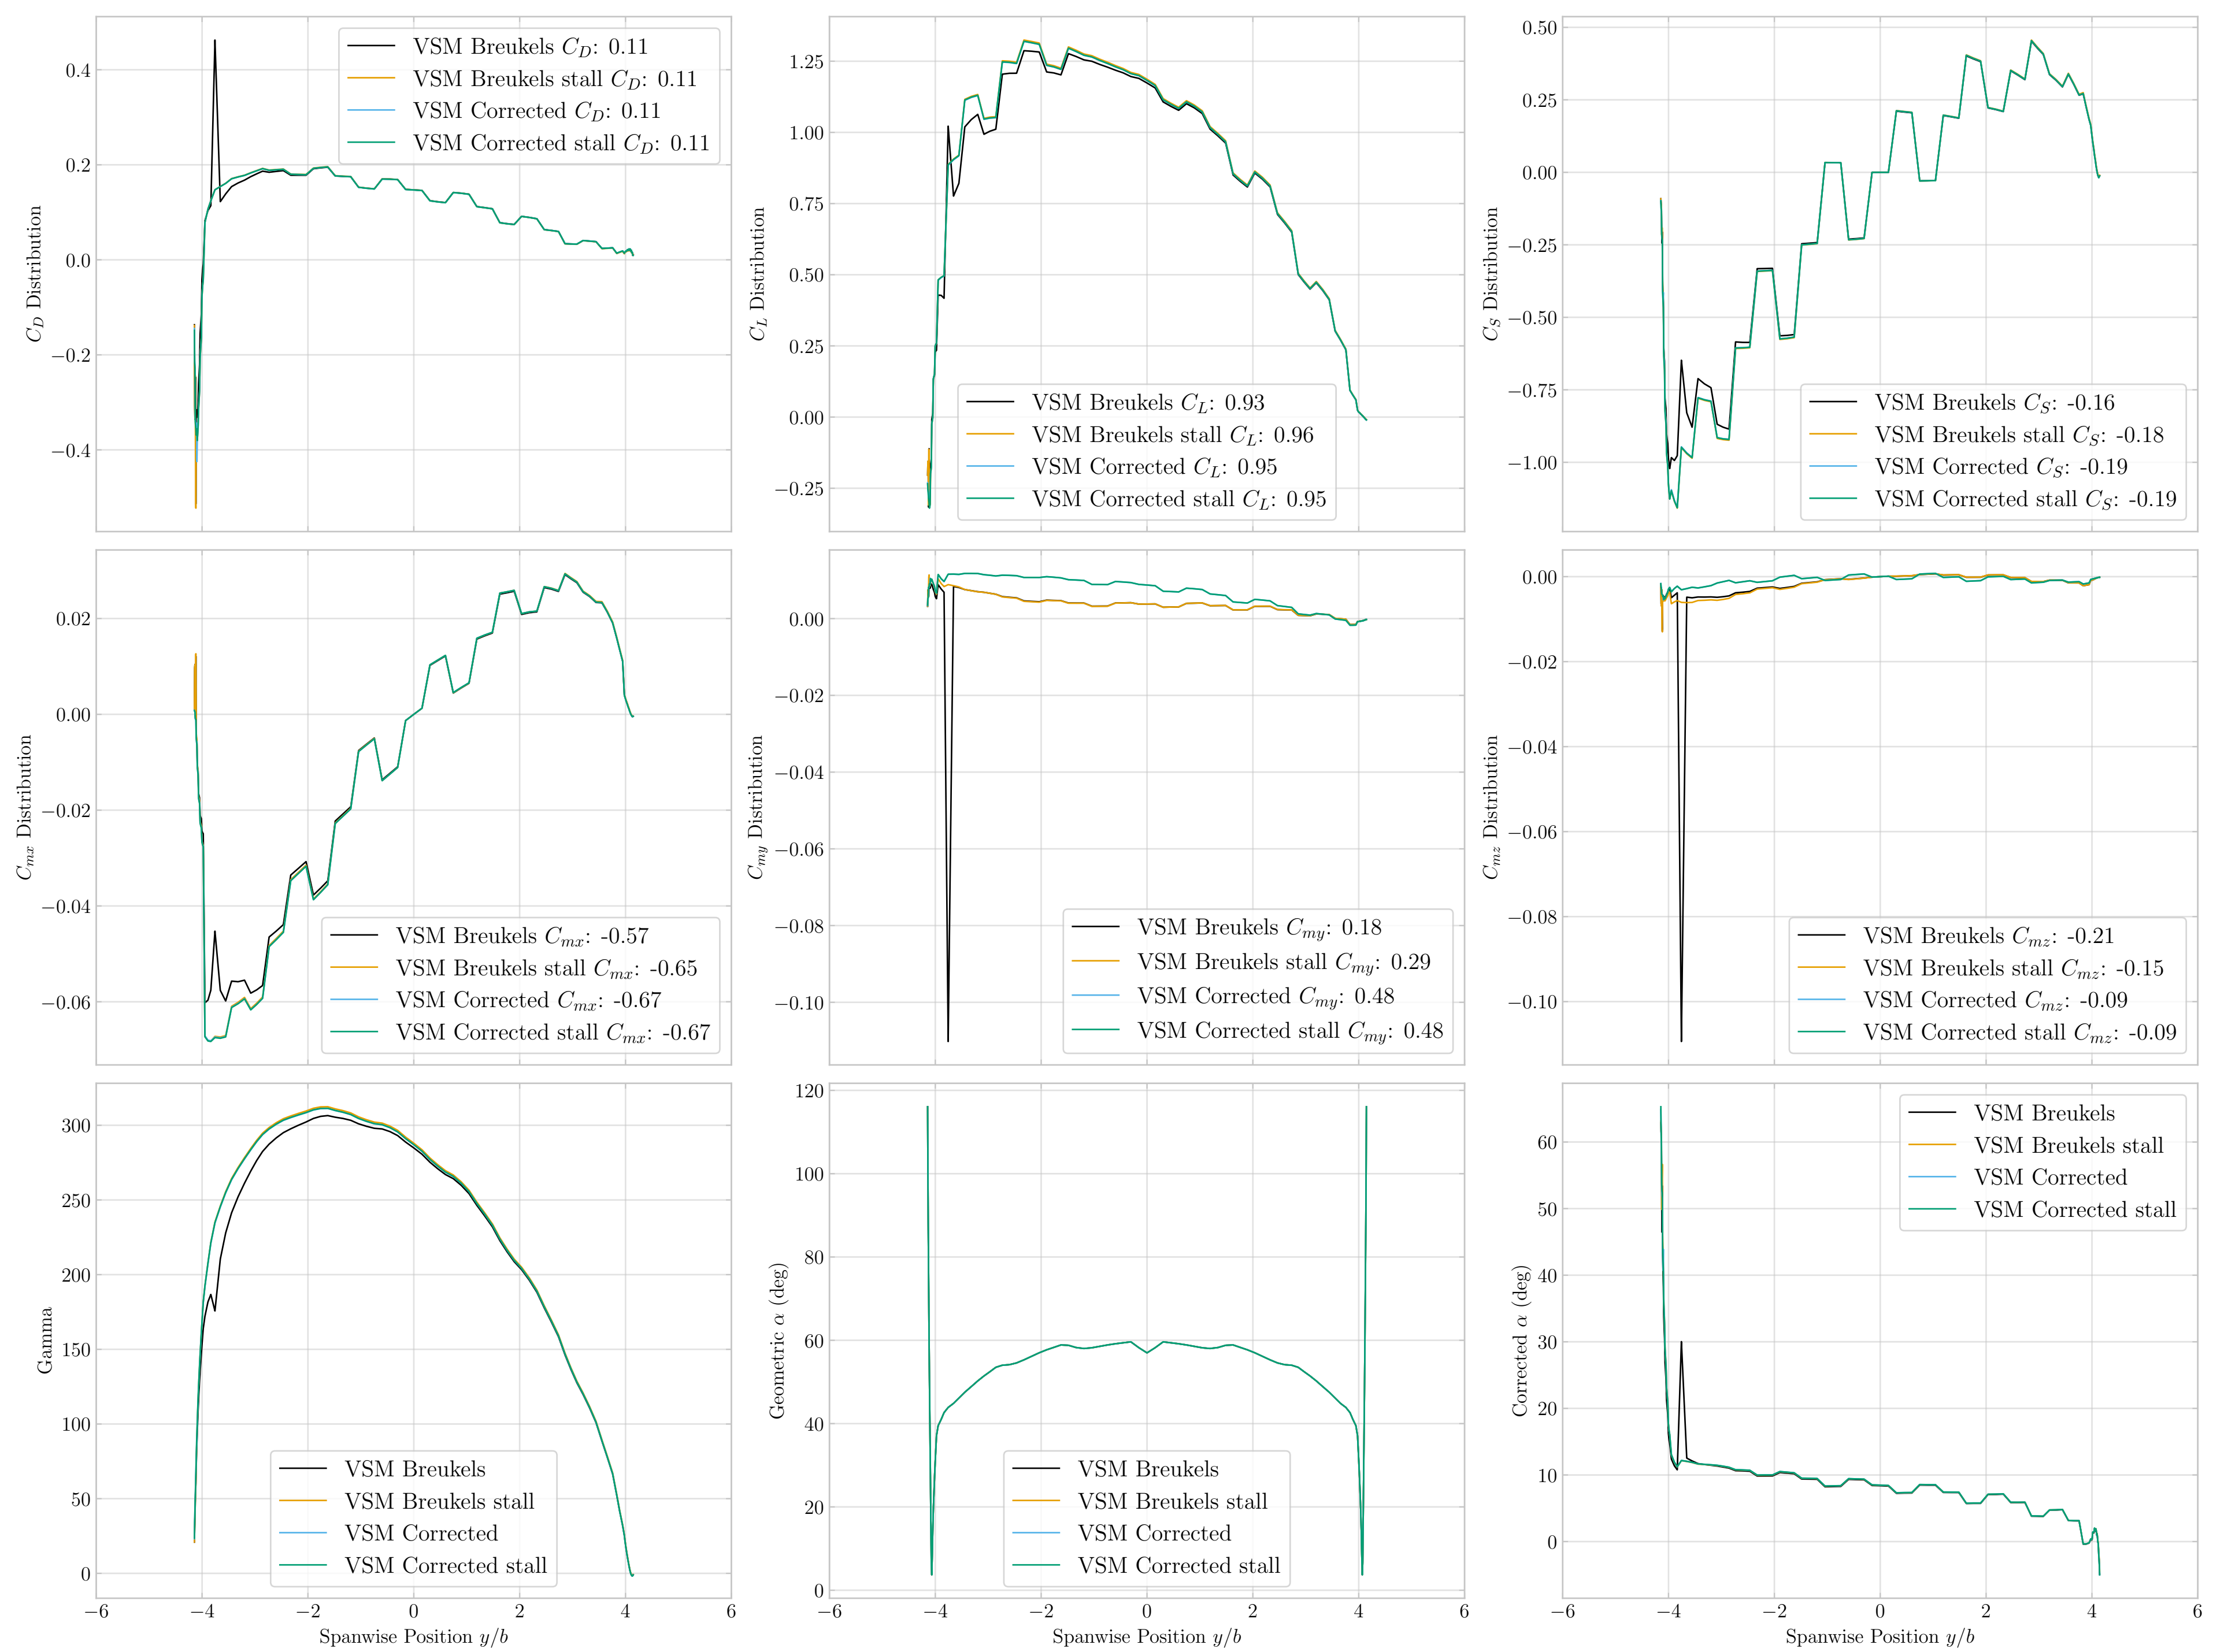 C_D Distribution
0.4
0.2
0.0
−0.2
−0.4
VSM Breukels C_D: 0.11
VSM Breukels stall C_D: 0.11
VSM Corrected C_D: 0.11
VSM Corrected stall C_D: 0.11
C_L Distribution
1.25
1.00
0.75
0.50
0.25
0.00
−0.25
VSM Breukels C_L: 0.93
VSM Breukels stall C_L: 0.96
VSM Corrected C_L: 0.95
VSM Corrected stall C_L: 0.95
C_S Distribution
0.50
0.25
0.00
−0.25
−0.50
−0.75
−1.00
VSM Breukels C_S: -0.16
VSM Breukels stall C_S: -0.18
VSM Corrected C_S: -0.19
VSM Corrected stall C_S: -0.19
C_{mx} Distribution
0.02
0.00
−0.02
−0.04
−0.06
VSM Breukels C_{mx}: -0.57
VSM Breukels stall C_{mx}: -0.65
VSM Corrected C_{mx}: -0.67
VSM Corrected stall C_{mx}: -0.67
C_{my} Distribution
0.00
−0.02
−0.04
−0.06
−0.08
−0.10
VSM Breukels C_{my}: 0.18
VSM Breukels stall C_{my}: 0.29
VSM Corrected C_{my}: 0.48
VSM Corrected stall C_{my}: 0.48
C_{mz} Distribution
0.00
−0.02
−0.04
−0.06
−0.08
−0.10
VSM Breukels C_{mz}: -0.21
VSM Breukels stall C_{mz}: -0.15
VSM Corrected C_{mz}: -0.09
VSM Corrected stall C_{mz}: -0.09
Gamma
300
250
200
150
100
50
0
VSM Breukels
VSM Breukels stall
VSM Corrected
VSM Corrected stall
−6 −4 −2 0 2 4 6
Spanwise Position y/b
Geometric α (deg)
120
100
80
60
40
20
0
VSM Breukels
VSM Breukels stall
VSM Corrected
VSM Corrected stall
−6 −4 −2 0 2 4 6
Spanwise Position y/b
Corrected α (deg)
60
50
40
30
20
10
0
VSM Breukels
VSM Breukels stall
VSM Corrected
VSM Corrected stall
−6 −4 −2 0 2 4 6
Spanwise Position y/b